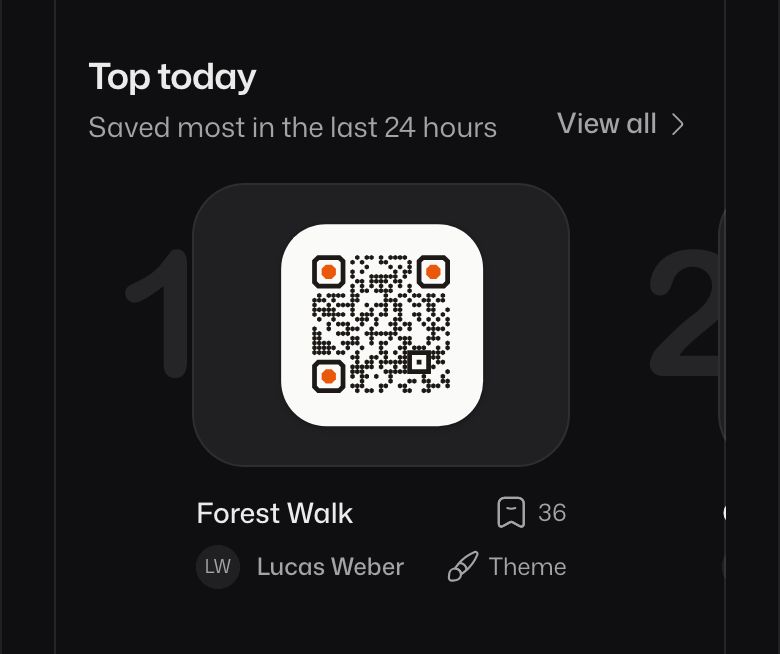 Top today
Saved most in the last 24 hours
View all
1
2
Forest Walk
36
LW
Lucas Weber
Theme